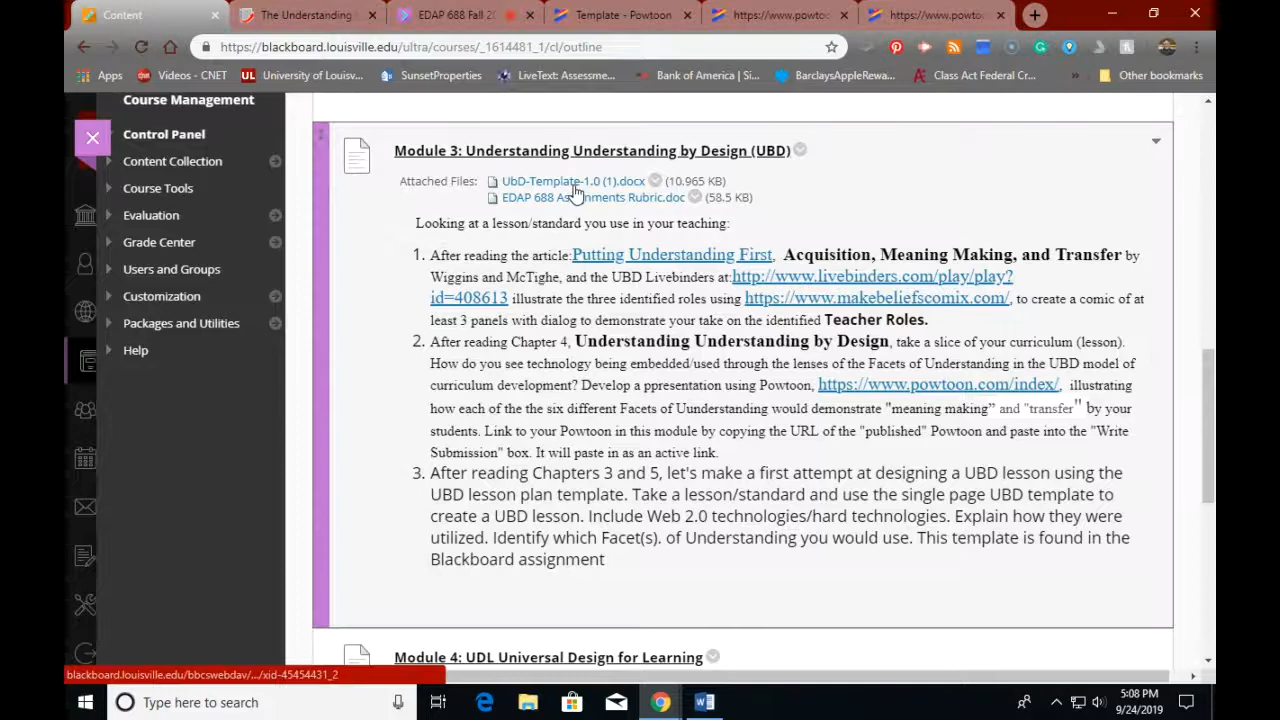 Content
The Understanding
EDAP 688 Fall 20
Template - Powtoon
https://www.powto
https://www.powto
https://blackboard.louisville.edu/ultra/courses/_1614481_1/cl/outline
Apps
Videos - CNET
UL University of Louisv...
SunsetProperties
LiveText: Assessme...
Bank of America | Si...
BarclaysAppleRewa...
Class Act Federal Cr...
»
Other bookmarks
Course Management
Control Panel
Content Collection
Course Tools
Evaluation
Grade Center
Users and Groups
Customization
Packages and Utilities
Help
Module 3: Understanding Understanding by Design (UBD)
Attached Files: UbD-Template-1.0 (1).docx (10.965 KB)
EDAP 688 Assignments Rubric.doc (58.5 KB)
Looking at a lesson/standard you use in your teaching:
1. After reading the article:Putting Understanding First, Acquisition, Meaning Making, and Transfer by
Wiggins and McTighe, and the UBD Livebinders at:http://www.livebinders.com/play/play?
id=408613 illustrate the three identified roles using https://www.makebeliefscomix.com/, to create a comic of at
least 3 panels with dialog to demonstrate your take on the identified Teacher Roles.
2. After reading Chapter 4, Understanding Understanding by Design, take a slice of your curriculum (lesson).
How do you see technology being embedded/used through the lenses of the Facets of Understanding in the UBD model of
curriculum development? Develop a ppresentation using Powtoon, https://www.powtoon.com/index/, illustrating
how each of the the six different Facets of Uunderstanding would demonstrate "meaning making” and "transfer" by your
students. Link to your Powtoon in this module by copying the URL of the "published" Powtoon and paste into the "Write
Submission" box. It will paste in as an active link.
3. After reading Chapters 3 and 5, let's make a first attempt at designing a UBD lesson using the
UBD lesson plan template. Take a lesson/standard and use the single page UBD template to
create a UBD lesson. Include Web 2.0 technologies/hard technologies. Explain how they were
utilized. Identify which Facet(s). of Understanding you would use. This template is found in the
Blackboard assignment
Module 4: UDL Universal Design for Learning
blackboard.louisville.edu/bbcswebdav/.../xid-45454431_2
Type here to search
5:08 PM
9/24/2019